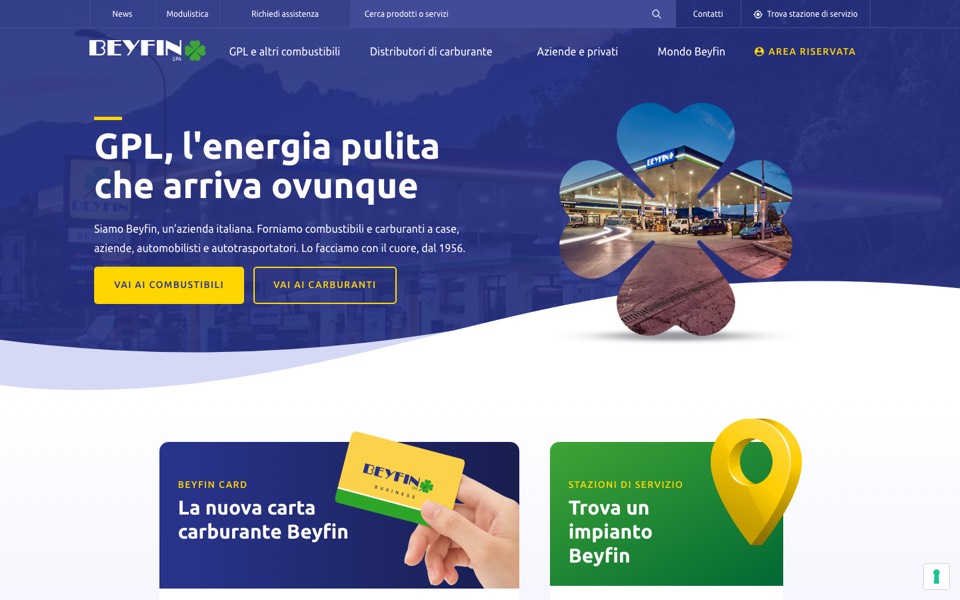 News
Modulistica
Richiedi assistenza
Cerca prodotti o servizi
Contatti
Trova stazione di servizio
BEYFIN
SPA
GPL e altri combustibili
Distributori di carburante
Aziende e privati
Mondo Beyfin
AREA RISERVATA
GPL, l'energia pulita
che arriva ovunque
Siamo Beyfin, un'azienda italiana. Forniamo combustibili e carburanti a case,
aziende, automobilisti e autotrasportatori. Lo facciamo con il cuore, dal 1956.
VAI AI COMBUSTIBILI
VAI AI CARBURANTI
BEYFIN
BEYFIN
BEYFIN CARD
La nuova carta
carburante Beyfin
BEYFIN
BUSINESS
STAZIONI DI SERVIZIO
Trova un
impianto
Beyfin